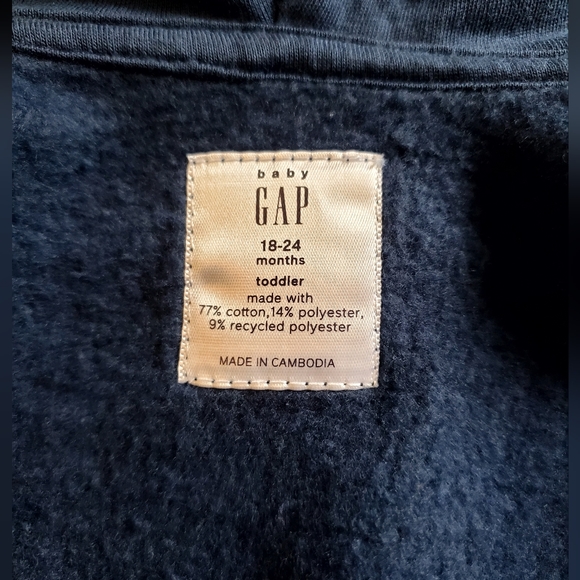 baby
GAP
18-24
months
toddler
made with
77% cotton,14% polyester,
9% recycled polyester
MADE IN CAMBODIA